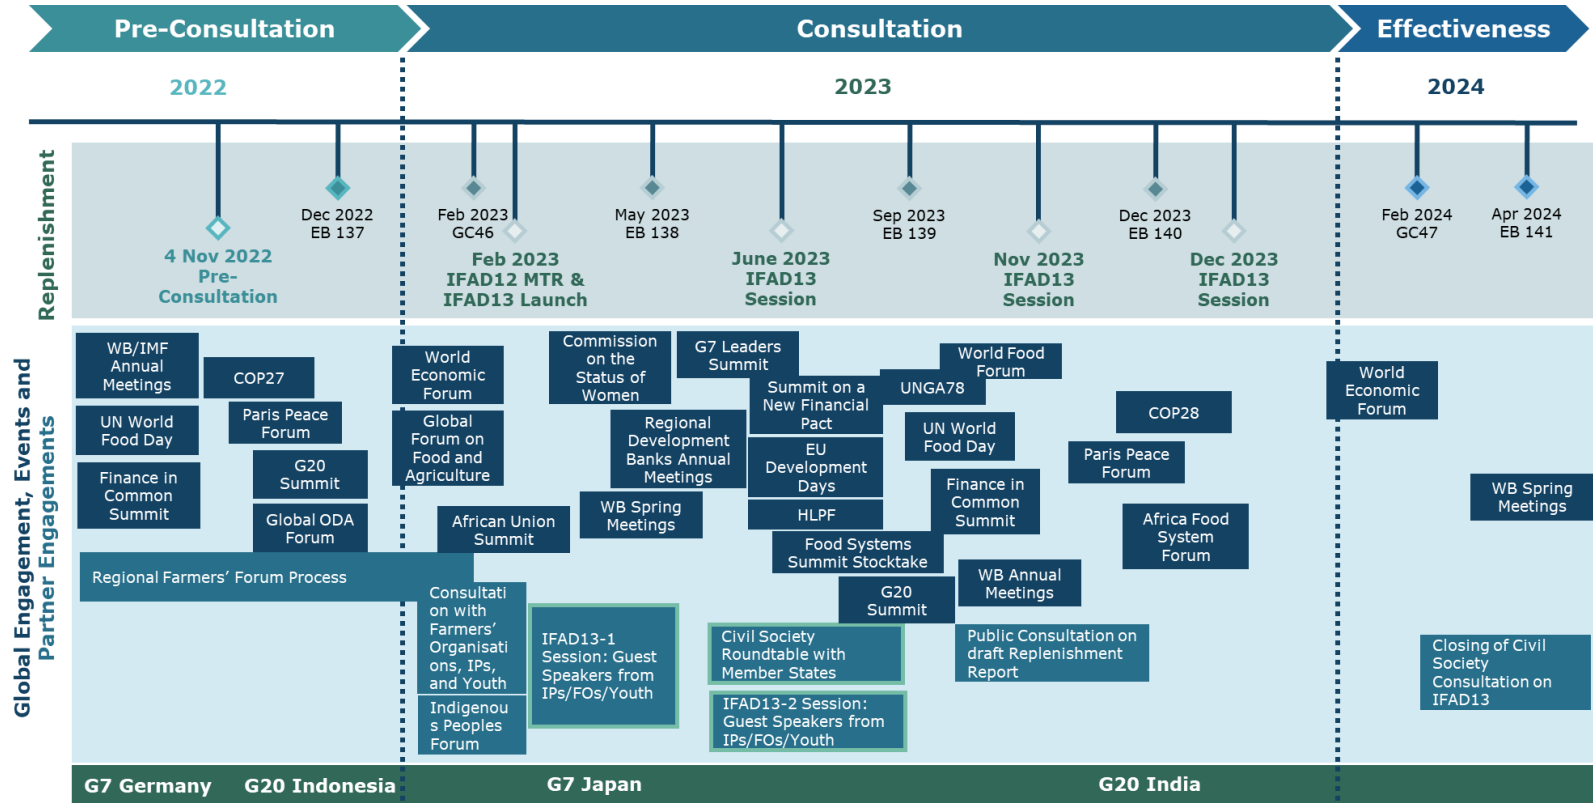 Pre-Consultation
Consultation
Effectiveness
2022
2023
2024
Replenishment
Dec 2022
EB 137
4 Nov 2022
Pre-
Consultation
Feb 2023
GC46
Feb 2023
IFAD12 MTR &
IFAD13 Launch
May 2023
EB 138
June 2023
IFAD13
Session
Sep 2023
EB 139
Nov 2023
IFAD13
Session
Dec 2023
EB 140
Dec 2023
IFAD13
Session
Feb 2024
GC47
Apr 2024
EB 141
Global Engagement, Events and
Partner Engagements
WB/IMF
Annual
Meetings
UN World
Food Day
Finance in
Common
Summit
COP27
Paris Peace
Forum
G20
Summit
Global ODA
Forum
Regional Farmers’ Forum Process
World
Economic
Forum
Global
Forum on
Food and
Agriculture
African Union
Summit
Consultati
on with
Farmers’
Organisati
ons, IPs,
and Youth
Indigenou
s Peoples
Forum
Commission
on the
Status of
Women
Regional
Development
Banks Annual
Meetings
WB Spring
Meetings
IFAD13-1
Session: Guest
Speakers from
IPs/FOs/Youth
G7 Leaders
Summit
Summit on a
New Financial
Pact
EU
Development
Days
HLPF
Food Systems
Summit Stocktake
G20
Summit
Civil Society
Roundtable with
Member States
IFAD13-2 Session:
Guest Speakers from
IPs/FOs/Youth
World Food
Forum
UNGA78
UN World
Food Day
Finance in
Common
Summit
WB Annual
Meetings
Public Consultation on
draft Replenishment
Report
COP28
Paris Peace
Forum
Africa Food
System
Forum
World
Economic
Forum
WB Spring
Meetings
Closing of Civil
Society
Consultation on
IFAD13
G7 Germany
G20 Indonesia
G7 Japan
G20 India